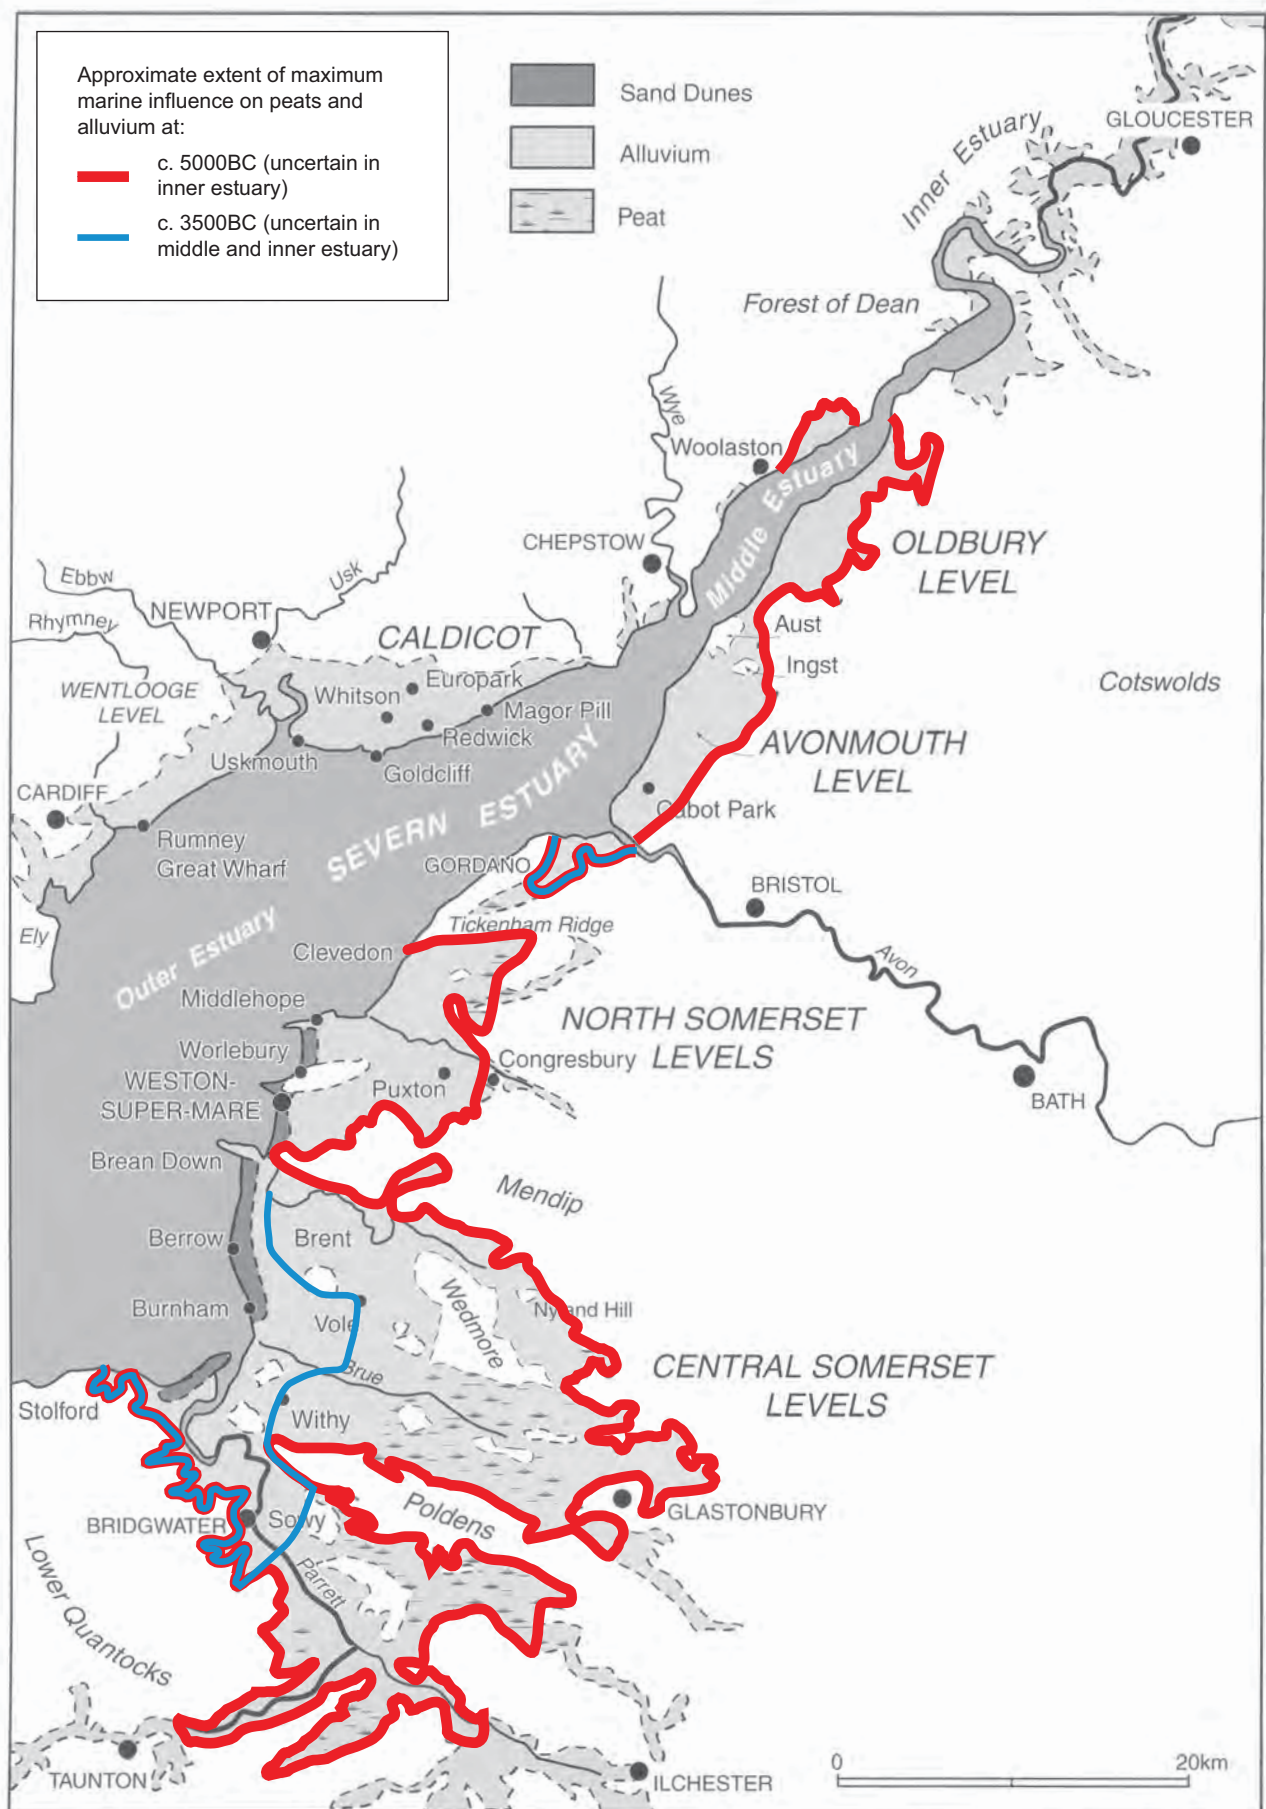 Approximate extent of maximum
marine influence on peats and
alluvium at:
c. 5000BC (uncertain in
inner estuary)
c. 3500BC (uncertain in
middle and inner estuary)
Sand Dunes
Alluvium
Peat
GLOUCESTER
Inner Estuary
Forest of Dean
Wye
Woolaston
Middle Estuary
CHEPSTOW
OLDBURY
LEVEL
Ebbw
Usk
Rhymney
NEWPORT
CALDICOT
Aust
Ingst
Cotswolds
WENTLOOGE
LEVEL
Europark
Whitson
Magor Pill
Redwick
Uskmouth
Goldcliff
AVONMOUTH
LEVEL
CARDIFF
Cabot Park
Rumney
Great Wharf
SEVERN ESTUARY
GORDANO
BRISTOL
Ely
Outer Estuary
Tickenham Ridge
Clevedon
Avon
Middlehope
NORTH SOMERSET
LEVELS
Worlebury
Congresbury
WESTON-
SUPER-MARE
Puxton
BATH
Brean Down
Mendip
Berrow
Brent
Burnham
Vole
Wedmore
Nyland Hill
Brue
CENTRAL SOMERSET
LEVELS
Stolford
Withy
Poldens
GLASTONBURY
BRIDGWATER
Sowy
Parrett
Lower Quantocks
TAUNTON
ILCHESTER
0
20km